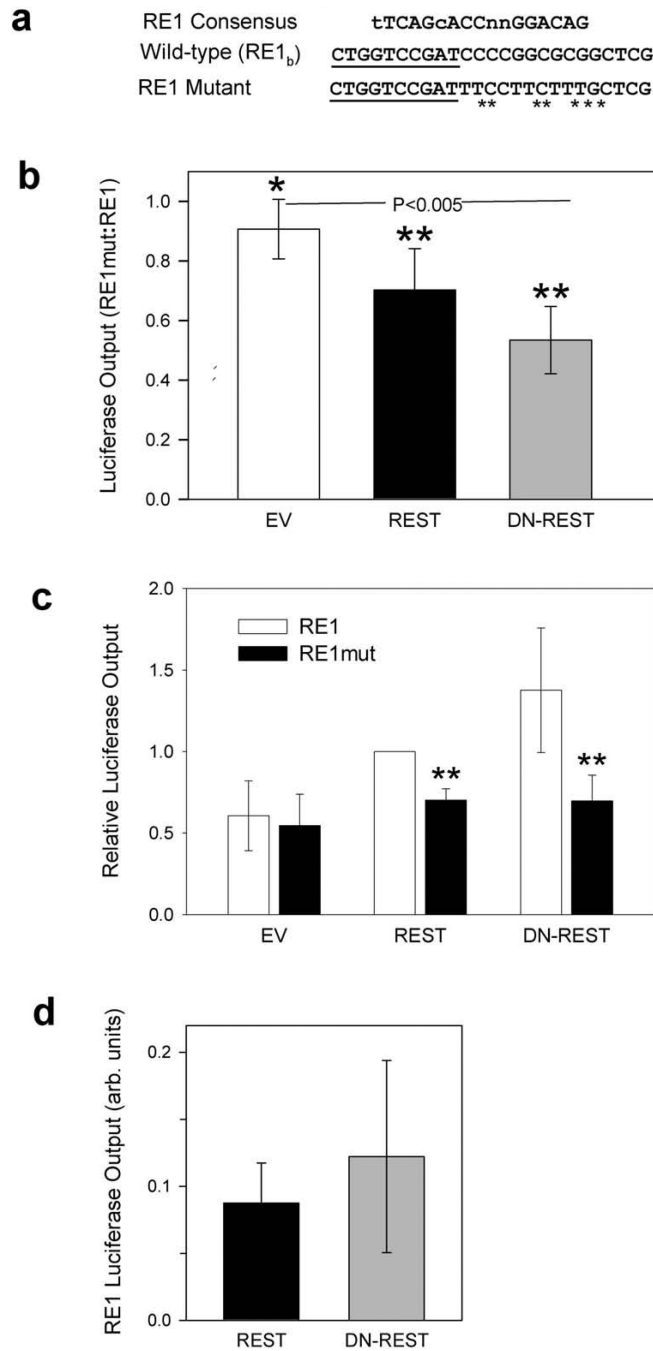 a
RE1 Consensus tTCAGcACCnnGGACAG
Wild-type (RE1b) CTGGTCCGATCCCCGGCGCGGCTCG
RE1 Mutant CTGGTCCGATTTCCTTCTTTGCTCG
** ** ***
b
Luciferase Output (RE1mut:RE1)
1.0
0.8
0.6
0.4
0.2
0.0
*
P<0.005
**
**
EV REST DN-REST
c
Relative Luciferase Output
2.0
1.5
1.0
0.5
0.0
RE1
RE1mut
**
**
EV REST DN-REST
d
RE1 Luciferase Output (arb. units)
0.2
0.1
0.0
REST DN-REST